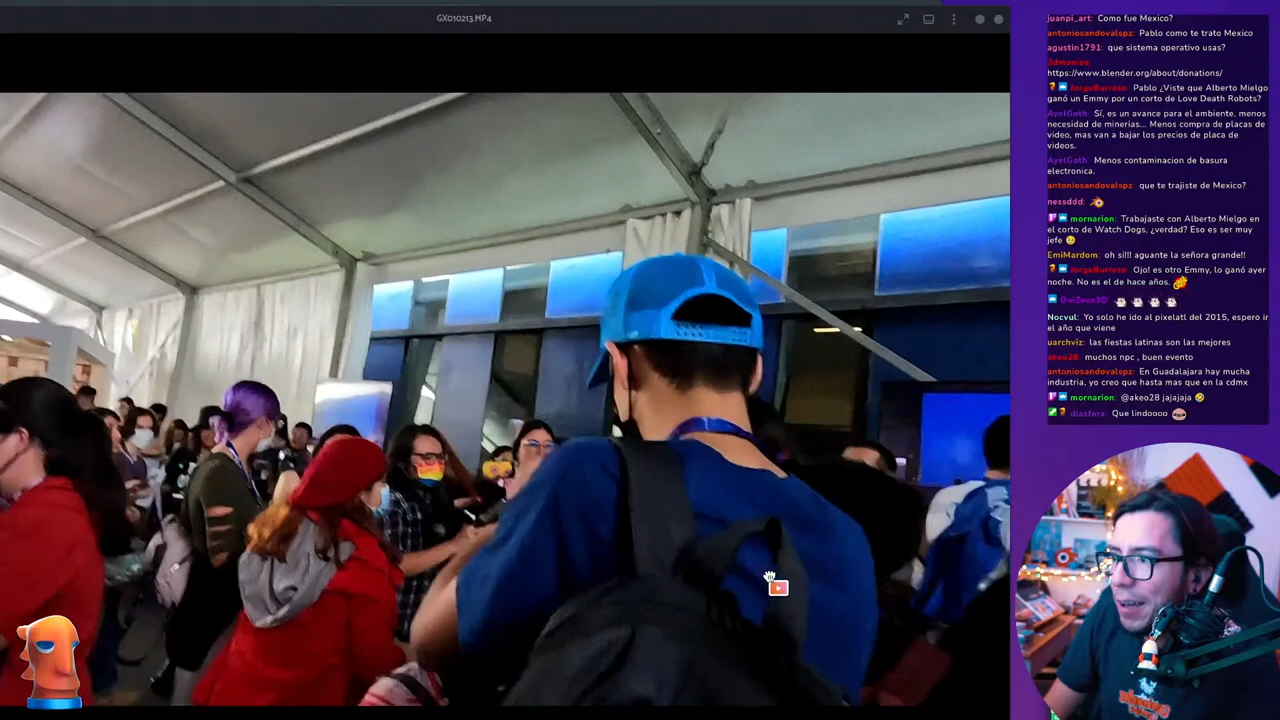 GX010213.MP4
juanpi_art: Como fue Mexico?
antoniosandovalspz: Pablo como te trato Mexico
agustin1791: que sistema operativo usas?
3dmonios:
https://www.blender.org/about/donations/
JorgeBurrezo: Pablo ¿Viste que Alberto Mielgo
ganó un Emmy por un corto de Love Death Robots?
AyelGoth: Sí, es un avance para el ambiente, menos
necesidad de minerias... Menos compra de placas de
video, mas van a bajar los precios de placa de
videos.
AyelGoth: Menos contaminacion de basura
electronica.
antoniosandovalspz: que te trajiste de Mexico?
nessddd:
mornarion: Trabajaste con Alberto Mielgo en
el corto de Watch Dogs, ¿verdad? Eso es ser muy
jefe
EmiMardom: oh si!!! aguante la señora grande!!
JorgeBurrezo: Ojo! es otro Emmy, lo ganó ayer
noche. No es el de hace años.
OniZeus3D
Nocvul: Yo solo he ido al pixelatl del 2015, espero ir
el año que viene
uarchviz: las fiestas latinas son las mejores
akeo28: muchos npc , buen evento
antoniosandovalspz: En Guadalajara hay mucha
industria, yo creo que hasta mas que en la cdmx
mornarion: @akeo28 jajajaja
diasfora: Que lindoooo